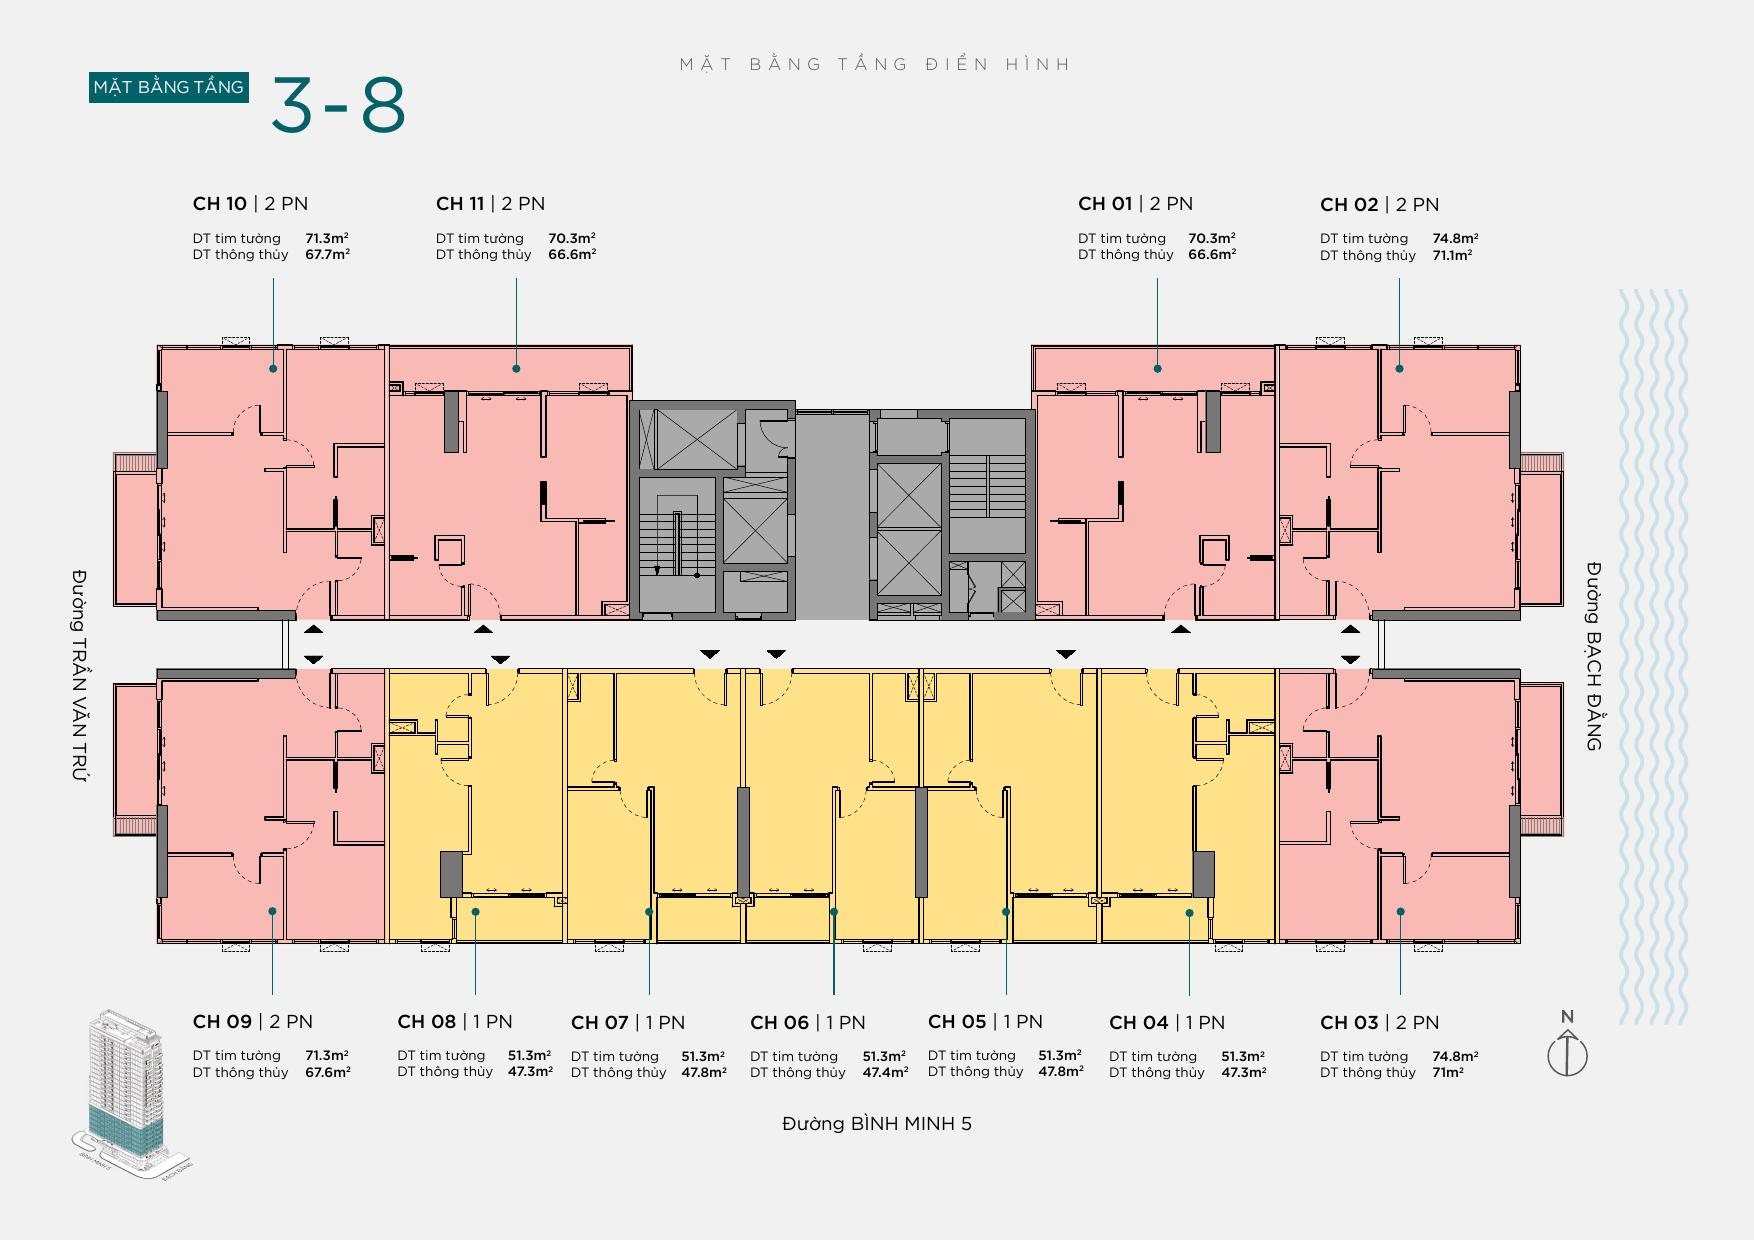 MẶT BẰNG TẦNG ĐIỂN HÌNH
MẶT BẰNG TẦNG
3-8
CH 10 | 2 PN
DT tim tường 71.3m²
DT thông thủy 67.7m²
CH 11 | 2 PN
DT tim tường 70.3m²
DT thông thủy 66.6m²
CH 01 | 2 PN
DT tim tường 70.3m²
DT thông thủy 66.6m²
CH 02 | 2 PN
DT tim tường 74.8m²
DT thông thủy 71.1m²
Đường TRẦN VĂN TRỨ
Đường BẠCH ĐẰNG
CH 09 | 2 PN
DT tim tường 71.3m²
DT thông thủy 67.6m²
CH 08 | 1 PN
DT tim tường 51.3m²
DT thông thủy 47.3m²
CH 07 | 1 PN
DT tim tường 51.3m²
DT thông thủy 47.8m²
CH 06 | 1 PN
DT tim tường 51.3m²
DT thông thủy 47.4m²
CH 05 | 1 PN
DT tim tường 51.3m²
DT thông thủy 47.8m²
CH 04 | 1 PN
DT tim tường 51.3m²
DT thông thủy 47.3m²
CH 03 | 2 PN
DT tim tường 74.8m²
DT thông thủy 71m²
N
Đường BÌNH MINH 5
BÌNH MINH 5
BẠCH ĐẰNG